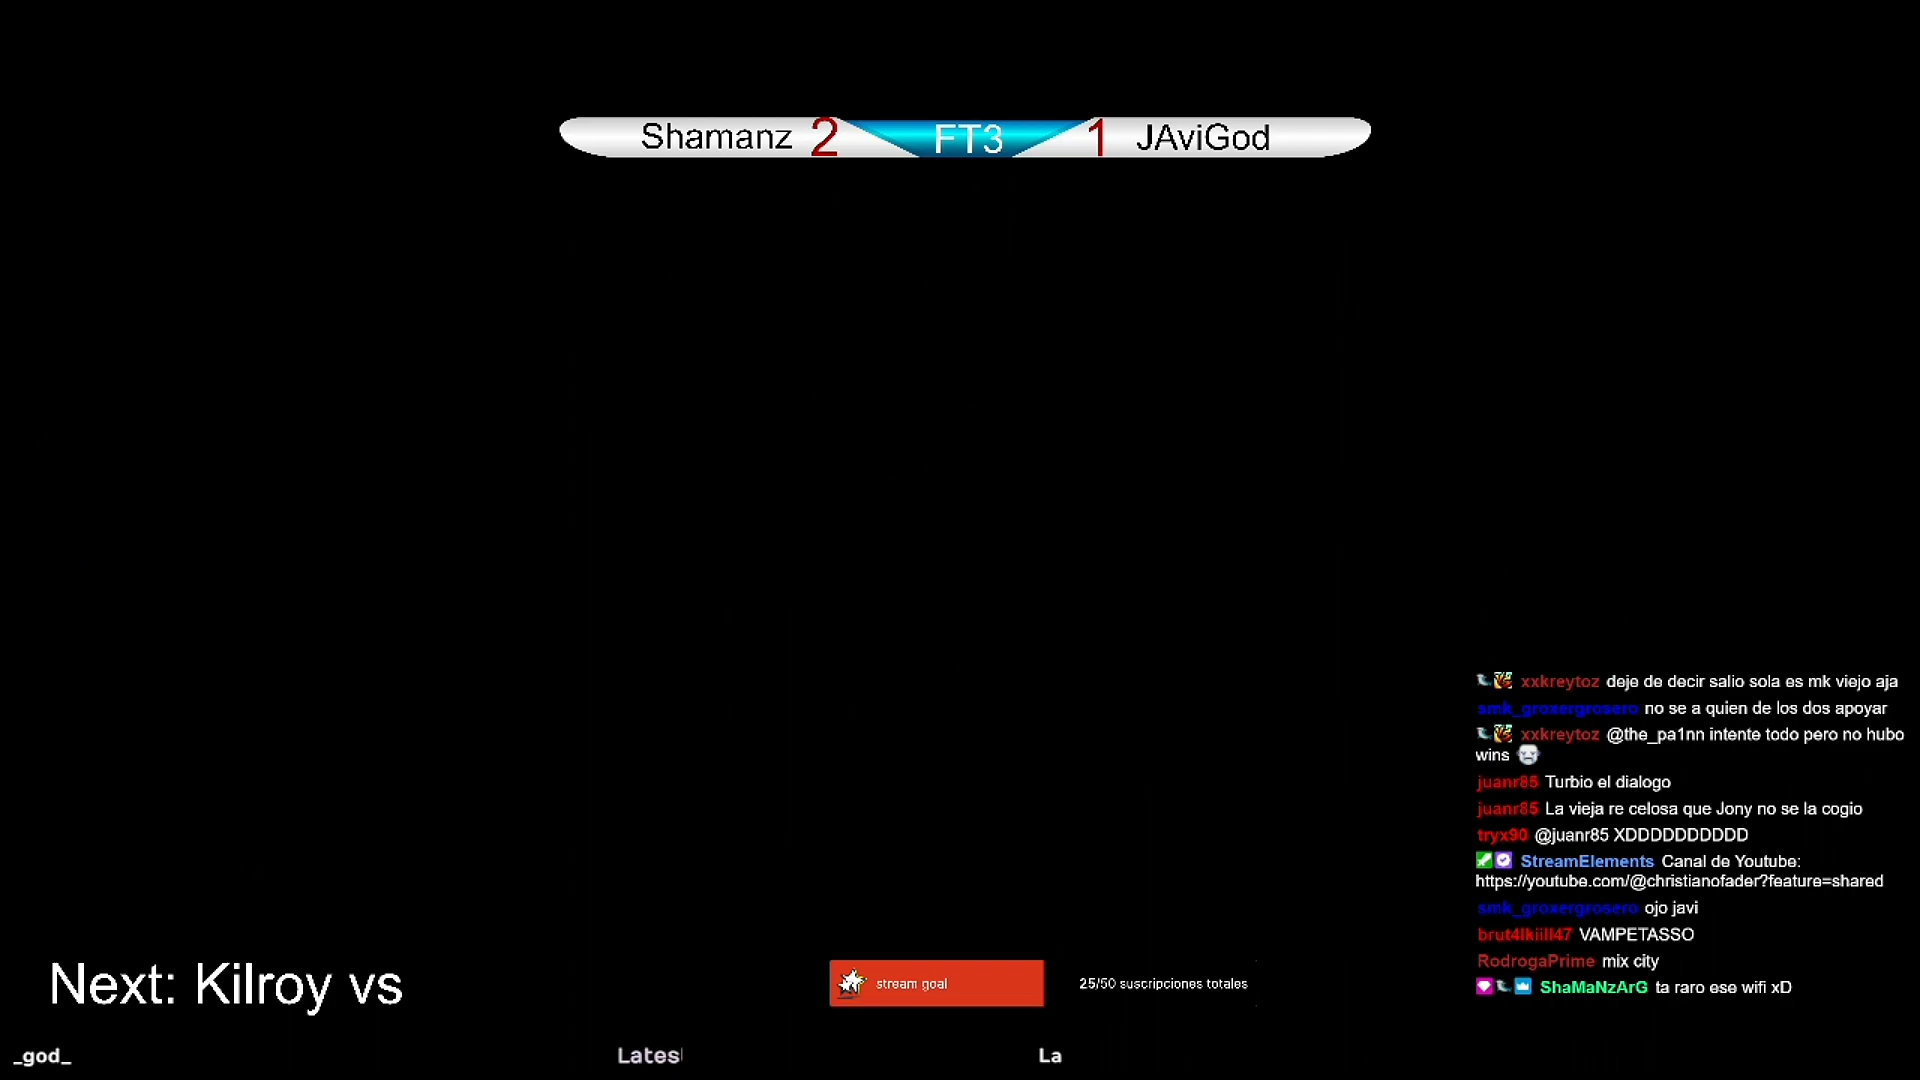 Shamanz 2 FT3 1 JAviGod
xxkreytoz deje de decir salio sola es mk viejo aja
smk_groxergrosero no se a quien de los dos apoyar
xxkreytoz @the_pa1nn intente todo pero no hubo
wins
juanr85 Turbio el dialogo
juanr85 La vieja re celosa que Jony no se la cogio
tryx90 @juanr85 XDDDDDDDDDD
StreamElements Canal de Youtube:
https://youtube.com/@christianofader?feature=shared
smk_groxergrosero ojo javi
brut4lkiill47 VAMPETASSO
RodrogaPrime mix city
ShaMaNzArG ta raro ese wifi xD
Next: Kilroy vs
stream goal
25/50 suscripciones totales
_god_
Lates
La